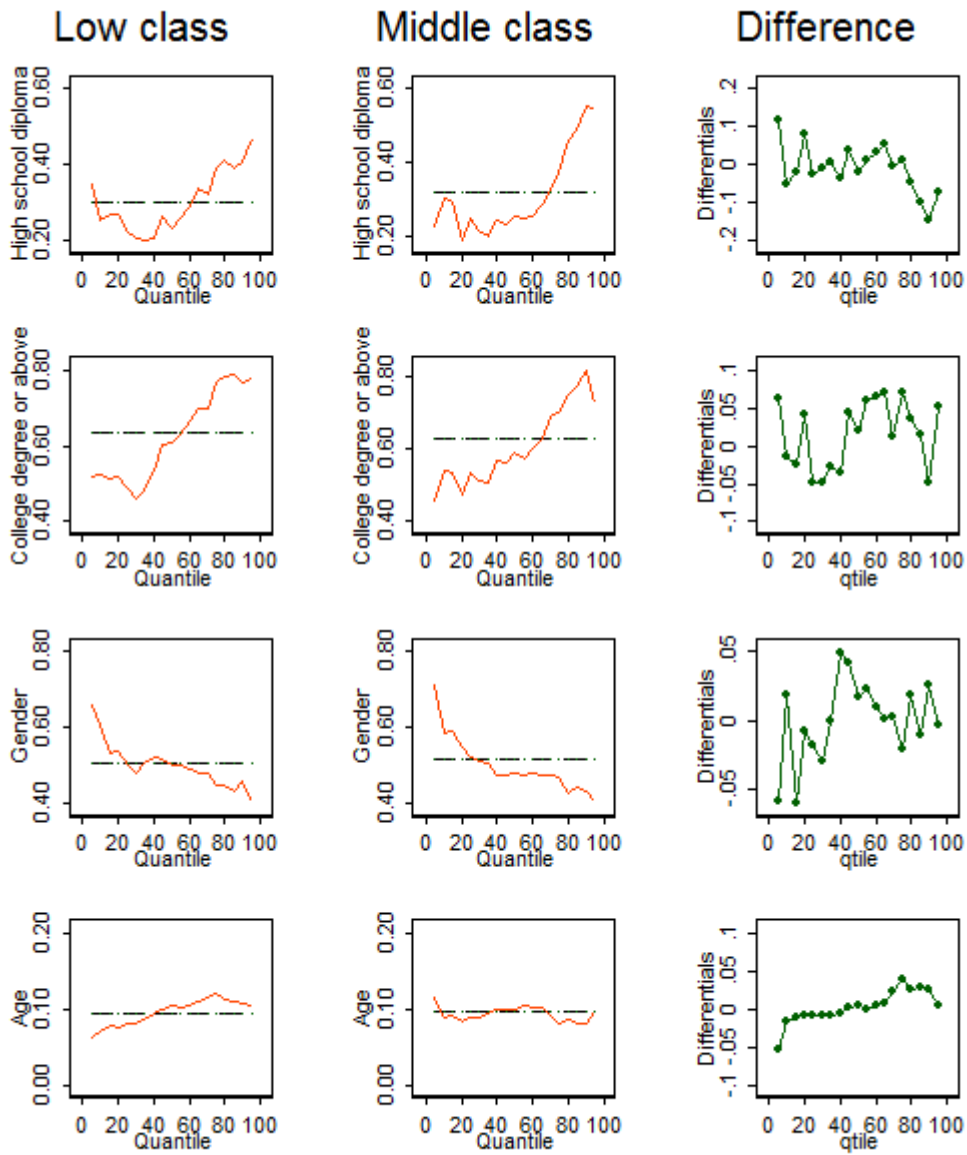 Low class Middle class Difference
High school diploma
0.20 0.40 0.60
0 20 40 60 80 100
Quantile
High school diploma
0.20 0.40 0.60
0 20 40 60 80 100
Quantile
Differentials
-.2 -.1 0 .1 .2
0 20 40 60 80 100
qtile
College degree or above
0.40 0.60 0.80
0 20 40 60 80 100
Quantile
College degree or above
0.40 0.60 0.80
0 20 40 60 80 100
Quantile
Differentials
-.1 -.05 0 .05 .1
0 20 40 60 80 100
qtile
Gender
0.40 0.60 0.80
0 20 40 60 80 100
Quantile
Gender
0.40 0.60 0.80
0 20 40 60 80 100
Quantile
Differentials
-.05 0 .05
0 20 40 60 80 100
qtile
Age
0.00 0.10 0.20
0 20 40 60 80 100
Quantile
Age
0.00 0.10 0.20
0 20 40 60 80 100
Quantile
Differentials
-.1 -.05 0 .05 .1
0 20 40 60 80 100
qtile